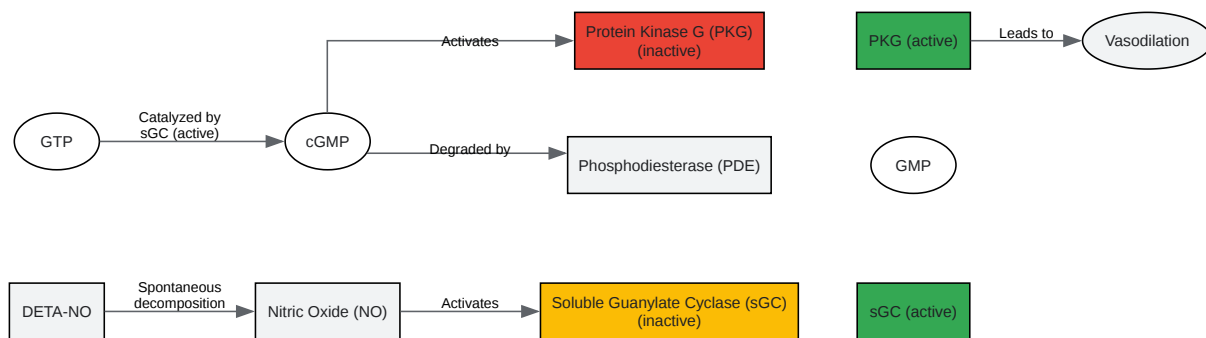 Activates
Protein Kinase G (PKG)
(inactive)
PKG (active)
Leads to
Vasodilation
GTP
Catalyzed by
sGC (active)
cGMP
Degraded by
Phosphodiesterase (PDE)
GMP
DETA-NO
Spontaneous
decomposition
Nitric Oxide (NO)
Activates
Soluble Guanylate Cyclase (sGC)
(inactive)
sGC (active)